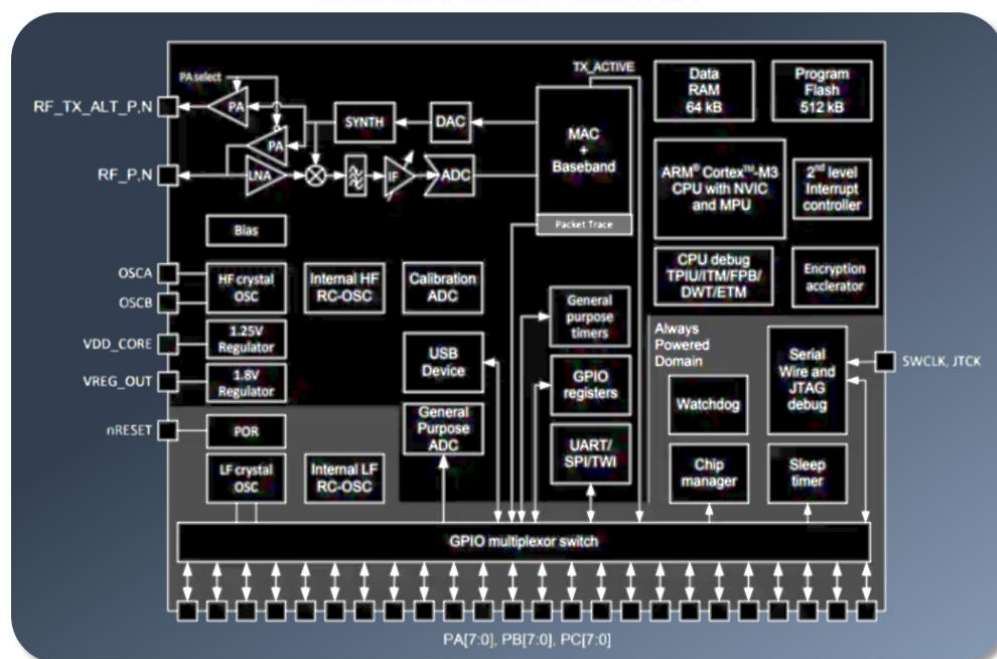 PA select
TX_ACTIVE
RF_TX_ALT_P,N
PA
SYNTH
DAC
MAC
+
Baseband
Data
RAM
64 kB
Program
Flash
512 kB
PA
RF_P,N
LNA
IF
ADC
ARM® Cortex™-M3
CPU with NVIC
and MPU
2nd level
Interrupt
controller
Packet Trace
Bias
OSCA
OSCB
HF crystal
OSC
Internal HF
RC-OSC
Calibration
ADC
CPU debug
TPIU/ITM/FPB/
DWT/ETM
Encryption
acclerator
General
purpose
timers
Always
Powered
Domain
VDD_CORE
1.25V
Regulator
USB
Device
Serial
Wire and
JTAG
debug
SWCLK, JTCK
VREG_OUT
1.8V
Regulator
GPIO
registers
Watchdog
nRESET
POR
General
Purpose
ADC
UART/
SPI/TWI
LF crystal
OSC
Internal LF
RC-OSC
Chip
manager
Sleep
timer
GPIO multiplexor switch
PA[7:0], PB[7:0], PC[7:0]